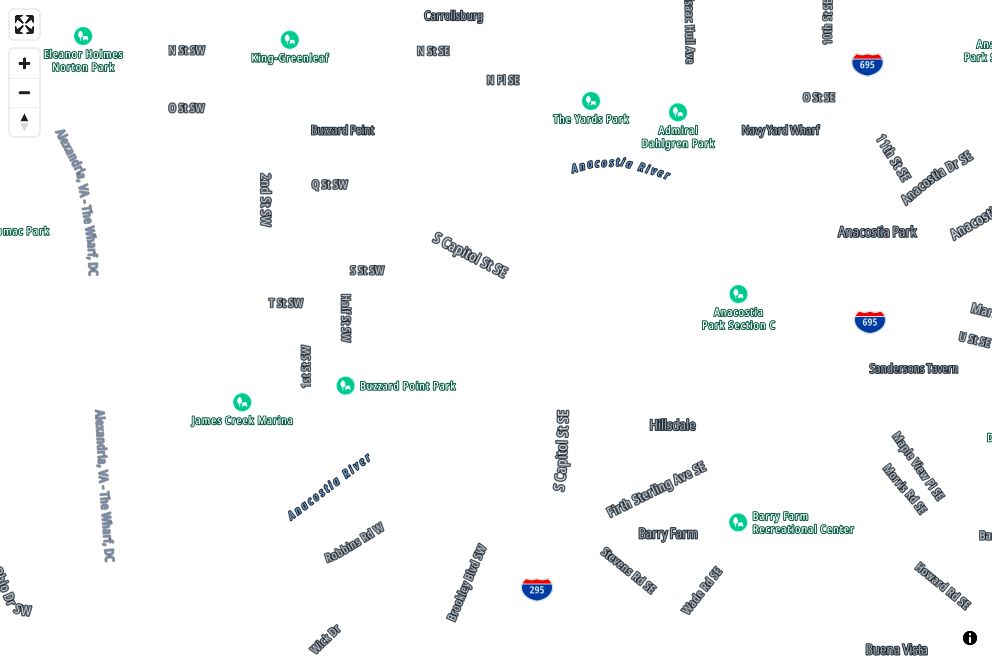 Carrollsburg
10th St SE
Isaac Hull Ave
Eleanor Holmes
Norton Park
N St SW
King-Greenleaf
N St SE
695
Park
N Pl SE
O St SW
O St SE
The Yards Park
Buzzard Point
Admiral
Dahlgren Park
Navy Yard Wharf
Anacostia River
11th St SE
Anacostia Dr SE
Alexandria, VA - The Wharf, DC
Q St SW
2nd St SW
omac Park
Anacostia Park
Anacosti
S Capitol St SE
S St SW
T St SW
Half St SW
Anacostia
Park Section C
695
Mar
U St SE
1st St SW
Sandersons Tavern
Buzzard Point Park
James Creek Marina
Alexandria, VA - The Wharf, DC
S Capitol St SE
Hillsdale
Maple View Pl SE
Morris Rd SE
Anacostia River
Firth Sterling Ave SE
Barry Farm
Recreational Center
Barry Farm
Ba
Robbins Rd W
Stevens Rd SE
Wade Rd SE
Howard Rd SE
Brookley Blvd SW
295
Ohio Dr SW
Wick Dr
Buena Vista